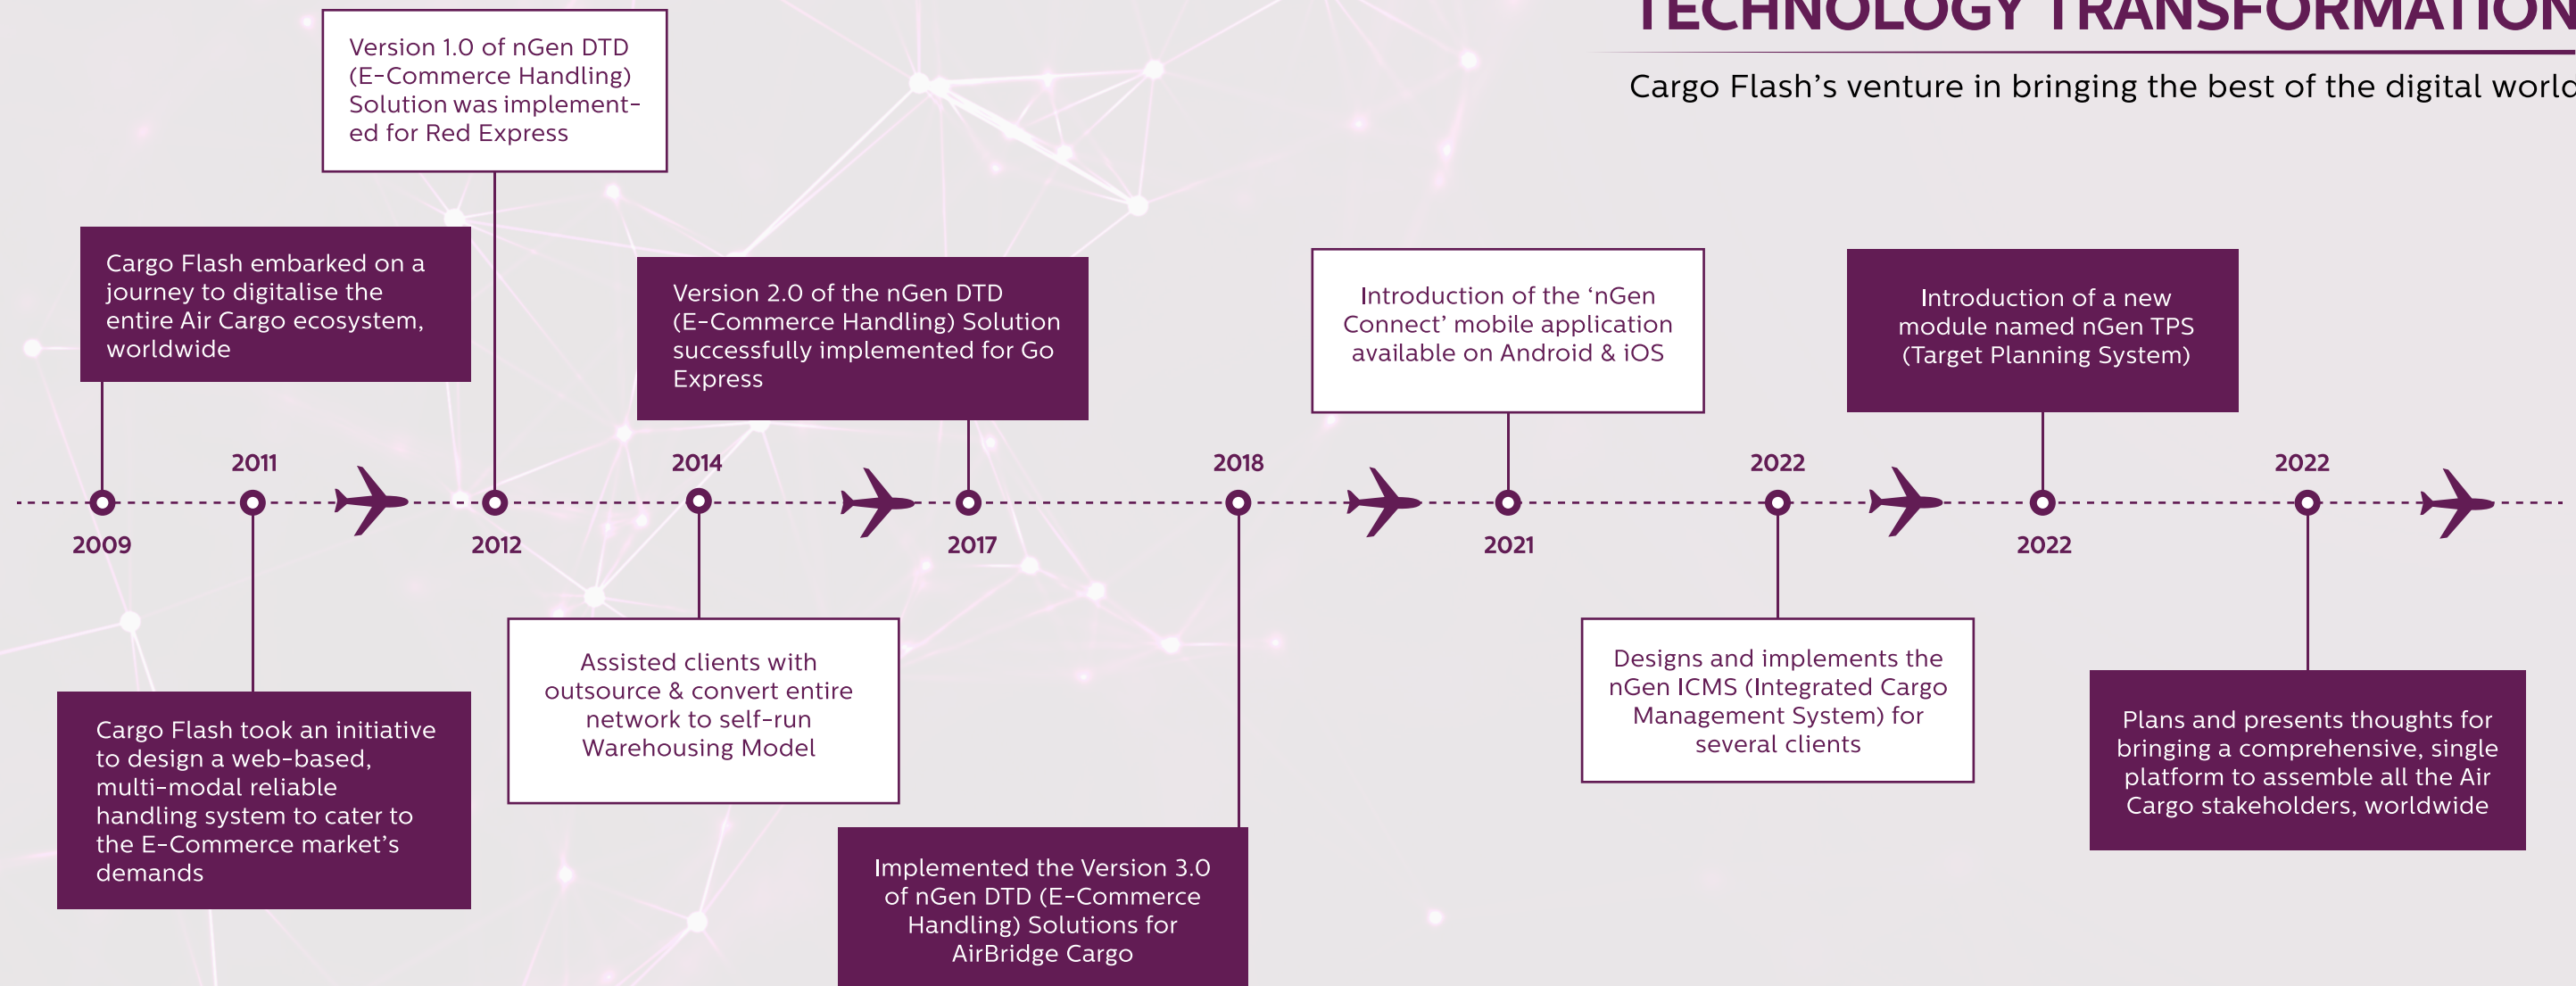 TECHNOLOGY TRANSFORMATION
Cargo Flash's venture in bringing the best of the digital world
Version 1.0 of nGen DTD
(E-Commerce Handling)
Solution was implement-
ed for Red Express
Cargo Flash embarked on a
journey to digitalise the
entire Air Cargo ecosystem,
worldwide
Version 2.0 of the nGen DTD
(E-Commerce Handling) Solution
successfully implemented for Go
Express
Introduction of the ‘nGen
Connect’ mobile application
available on Android & iOS
Introduction of a new
module named nGen TPS
(Target Planning System)
2011
2014
2018
2022
2022
2009
2012
2017
2021
2022
Cargo Flash took an initiative
to design a web-based,
multi-modal reliable
handling system to cater to
the E-Commerce market's
demands
Assisted clients with
outsource & convert entire
network to self-run
Warehousing Model
Implemented the Version 3.0
of nGen DTD (E-Commerce
Handling) Solutions for
AirBridge Cargo
Designs and implements the
nGen ICMS (Integrated Cargo
Management System) for
several clients
Plans and presents thoughts for
bringing a comprehensive, single
platform to assemble all the Air
Cargo stakeholders, worldwide